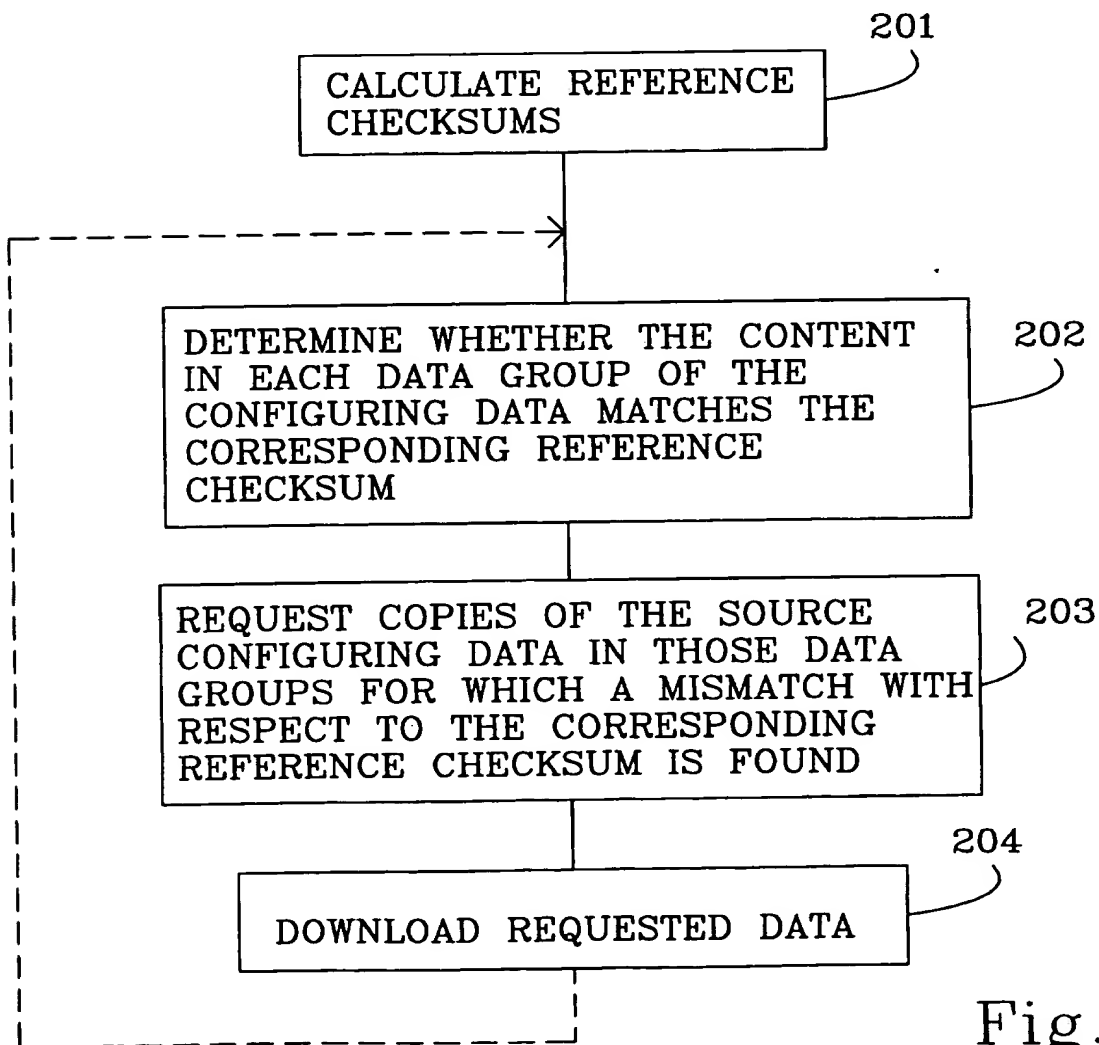 201
CALCULATE REFERENCE
CHECKSUMS
DETERMINE WHETHER THE CONTENT
IN EACH DATA GROUP OF THE
CONFIGURING DATA MATCHES THE
CORRESPONDING REFERENCE
CHECKSUM
202
REQUEST COPIES OF THE SOURCE
CONFIGURING DATA IN THOSE DATA
GROUPS FOR WHICH A MISMATCH WITH
RESPECT TO THE CORRESPONDING
REFERENCE CHECKSUM IS FOUND
203
204
DOWNLOAD REQUESTED DATA
Fig.